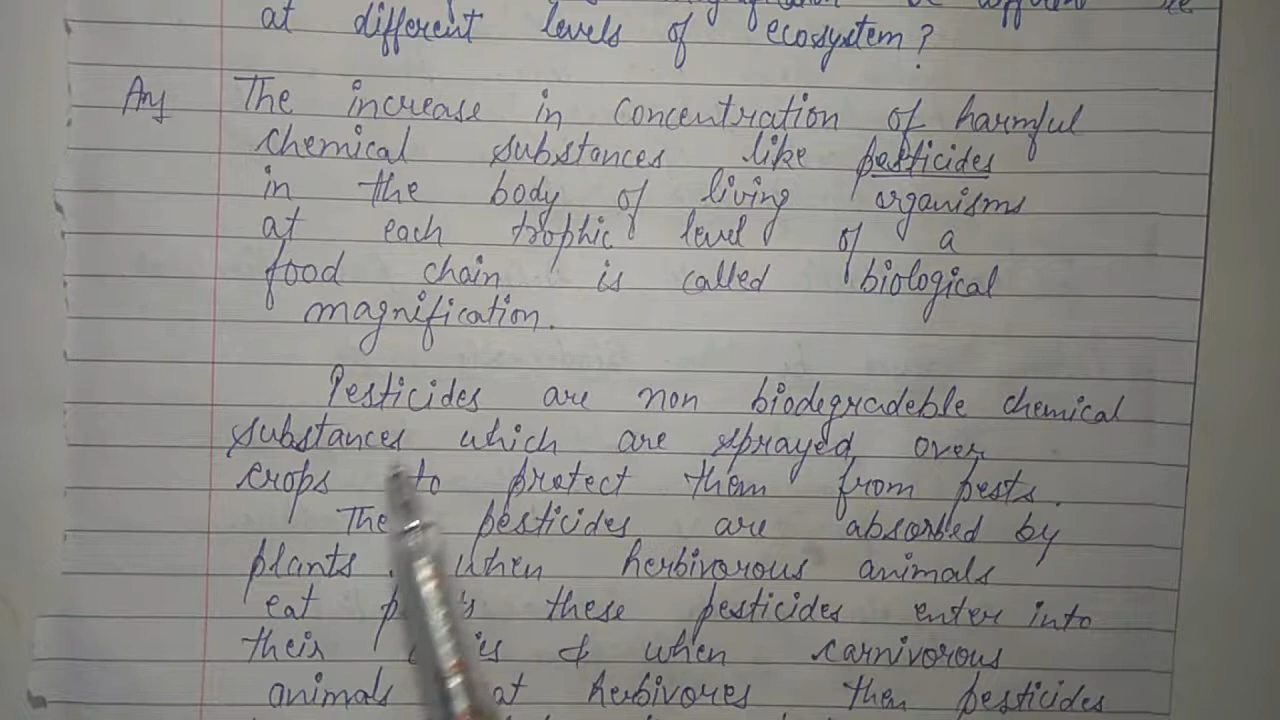 at different levels of ecosystem?
Ans The increase in concentration of harmful
chemical substances like pesticides
in the body of living organisms
at each trophic level of a
food chain is called biological
magnification.
Pesticides are non biodegradeble chemical
substances which are sprayed over
crops to protect them from pests.
The pesticides are absorbed by
plants. when herbivorous animals
eat these pesticides enter into
their & when carnivorous
animals herbivores then pesticides